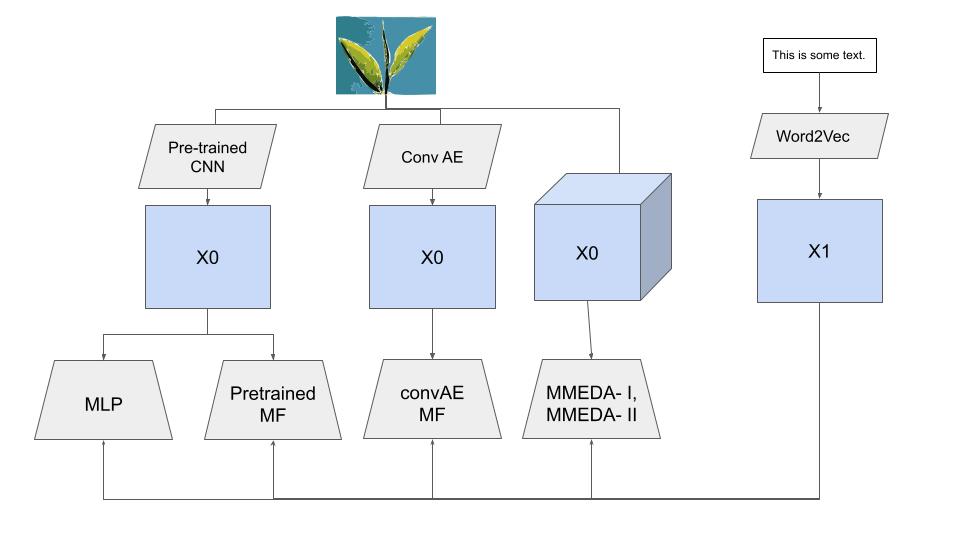 This is some text.
Pre-trained
CNN
Conv AE
Word2Vec
X0
X0
X0
X1
MLP
Pretrained
MF
convAE
MF
MMEDA- I,
MMEDA- II